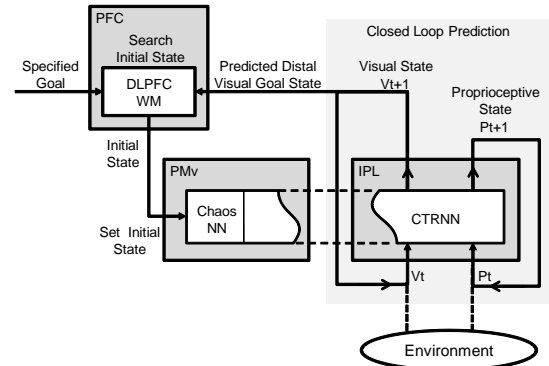 PFC
Search
Initial State
Specified
Goal
DLPFC
WM
Predicted Distal
Visual Goal State
Closed Loop Prediction
Visual State
Vt+1
Proprioceptive
State
Pt+1
Initial
State
PMv
IPL
Chaos
NN
CTRNN
Set Initial
State
Vt
Pt
Environment